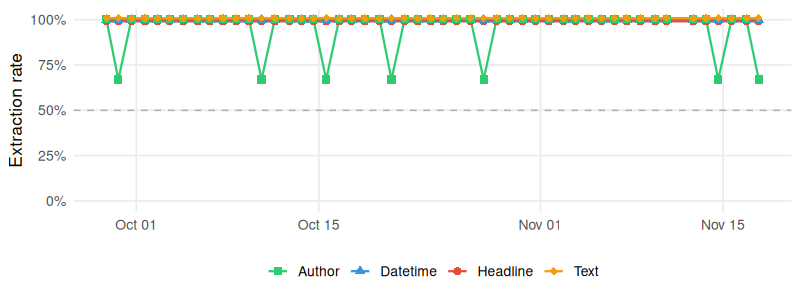 Extraction rate
100%
75%
50%
25%
0%
Oct 01 Oct 15 Nov 01 Nov 15
Author Datetime Headline Text